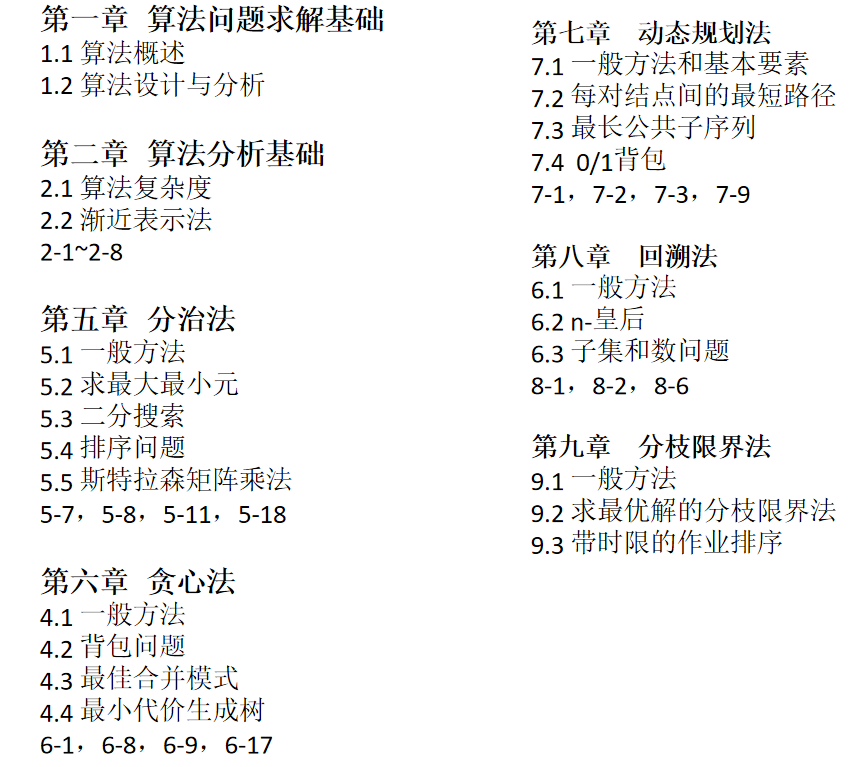 第一章 算法问题求解基础
1.1 算法概述
1.2 算法设计与分析
第二章 算法分析基础
2.1 算法复杂度
2.2 渐近表示法
2-1~2-8
第五章 分治法
5.1 一般方法
5.2 求最大最小元
5.3 二分搜索
5.4 排序问题
5.5 斯特拉森矩阵乘法
5-7，5-8，5-11，5-18
第六章 贪心法
4.1 一般方法
4.2 背包问题
4.3 最佳合并模式
4.4 最小代价生成树
6-1，6-8，6-9，6-17
第七章 动态规划法
7.1 一般方法和基本要素
7.2 每对结点间的最短路径
7.3 最长公共子序列
7.4 0/1背包
7-1，7-2，7-3，7-9
第八章 回溯法
6.1 一般方法
6.2 n-皇后
6.3 子集和数问题
8-1，8-2，8-6
第九章 分枝限界法
9.1 一般方法
9.2 求最优解的分枝限界法
9.3 带时限的作业排序